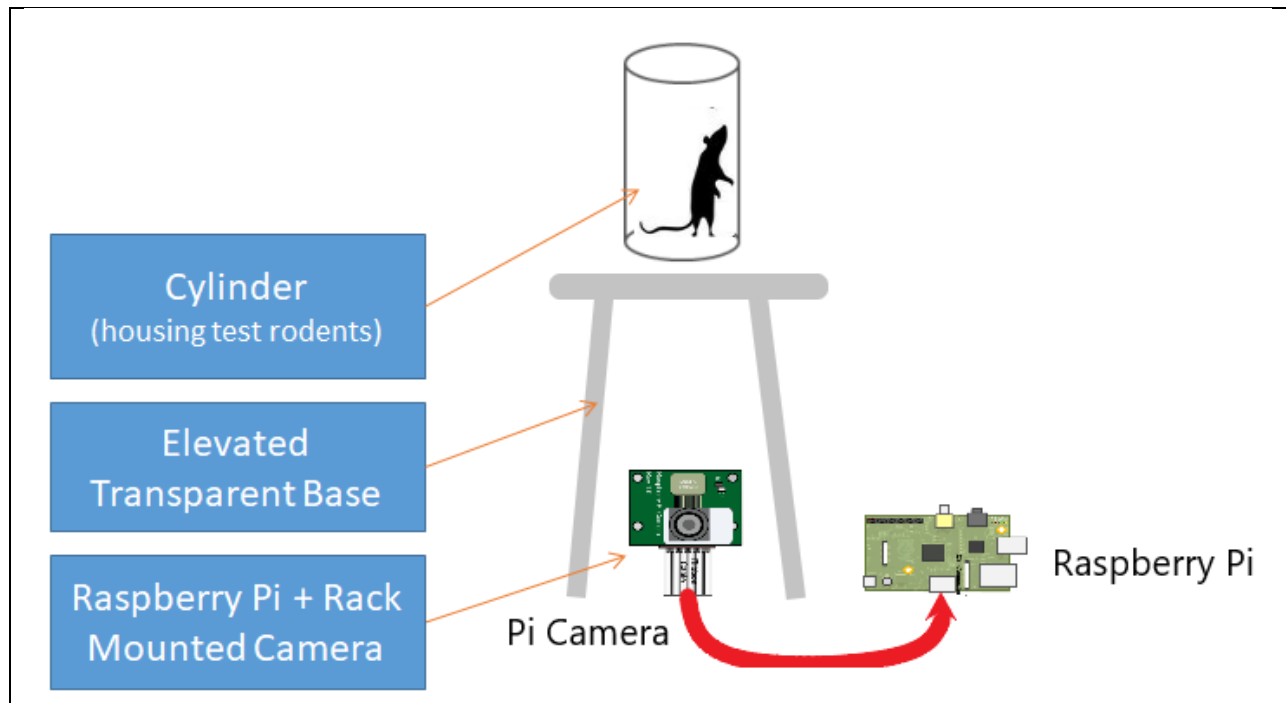 Cylinder
(housing test rodents)
Elevated
Transparent Base
Raspberry Pi + Rack
Mounted Camera
Pi Camera
Raspberry Pi